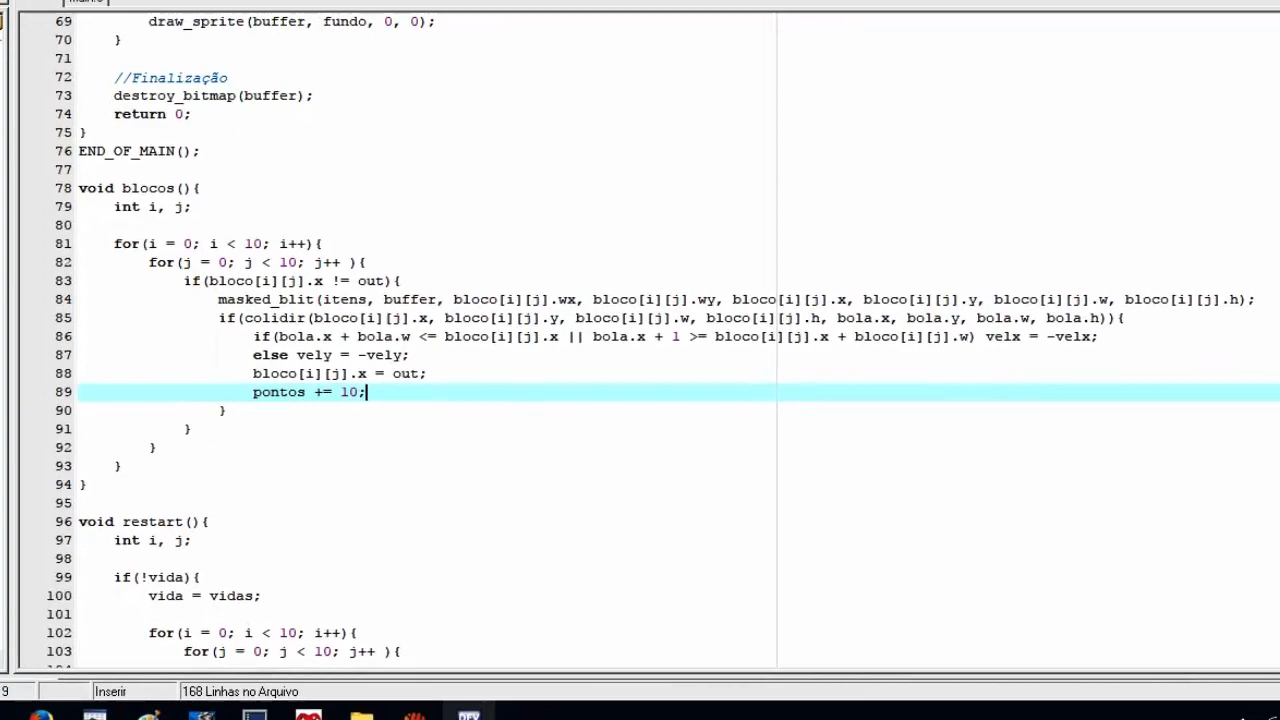 69 draw_sprite(buffer, fundo, 0, 0);
70 }
71
72 //Finalização
73 destroy_bitmap(buffer);
74 return 0;
75 }
76 END_OF_MAIN();
77
78 void blocos(){
79 int i, j;
80
81 for(i = 0; i < 10; i++){
82 for(j = 0; j < 10; j++ ){
83 if(bloco[i][j].x != out){
84 masked_blit(itens, buffer, bloco[i][j].wx, bloco[i][j].wy, bloco[i][j].x, bloco[i][j].y, bloco[i][j].w, bloco[i][j].h);
85 if(colidir(bloco[i][j].x, bloco[i][j].y, bloco[i][j].w, bloco[i][j].h, bola.x, bola.y, bola.w, bola.h)){
86 if(bola.x + bola.w <= bloco[i][j].x || bola.x + 1 >= bloco[i][j].x + bloco[i][j].w) velx = -velx;
87 else vely = -vely;
88 bloco[i][j].x = out;
89 pontos += 10;
90 }
91 }
92 }
93 }
94 }
95
96 void restart(){
97 int i, j;
98
99 if(!vida){
100 vida = vidas;
101
102 for(i = 0; i < 10; i++){
103 for(j = 0; j < 10; j++ ){
9 Inserir 168 Linhas no Arquivo
DEV